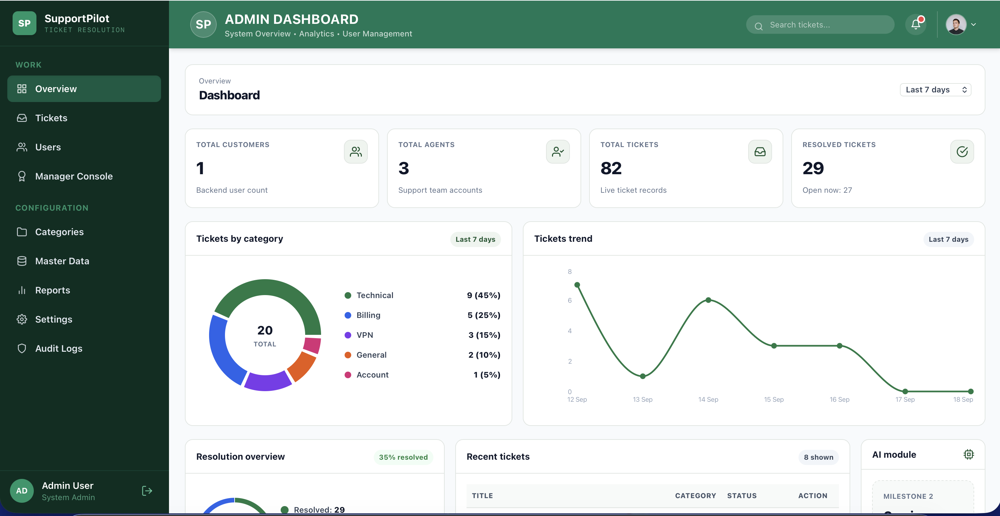 SP
SupportPilot
TICKET RESOLUTION
WORK
Overview
Tickets
Users
Manager Console
CONFIGURATION
Categories
Master Data
Reports
Settings
Audit Logs
AD
Admin User
System Admin
SP
ADMIN DASHBOARD
System Overview • Analytics • User Management
Search tickets...
Overview
Dashboard
Last 7 days
TOTAL CUSTOMERS
1
Backend user count
TOTAL AGENTS
3
Support team accounts
TOTAL TICKETS
82
Live ticket records
RESOLVED TICKETS
29
Open now: 27
Tickets by category
Last 7 days
20
TOTAL
Technical 9 (45%)
Billing 5 (25%)
VPN 3 (15%)
General 2 (10%)
Account 1 (5%)
Tickets trend
Last 7 days
8
6
4
2
0
12 Sep 13 Sep 14 Sep 15 Sep 16 Sep 17 Sep 18 Sep
Resolution overview
35% resolved
Resolved: 29
Recent tickets
8 shown
TITLE CATEGORY STATUS ACTION
AI module
MILESTONE 2